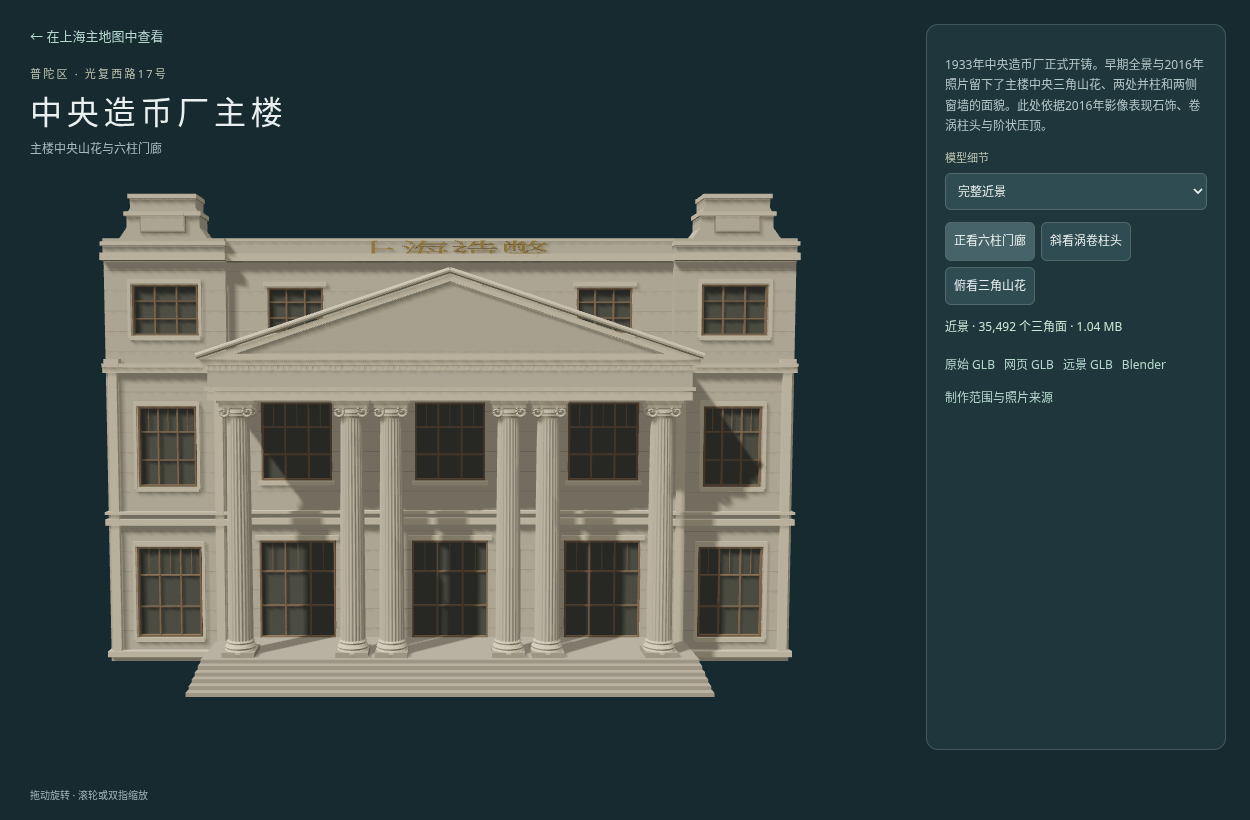 ← 在上海主地图中查看
普陀区 · 光复西路17号
中央造币厂主楼
主楼中央山花与六柱门廊
上海造幣
拖动旋转 · 滚轮或双指缩放
1933年中央造币厂正式开铸。早期全景与2016年
照片留下了主楼中央三角山花、两处并柱和两侧
窗墙的面貌。此处依据2016年影像表现石饰、卷
涡柱头与阶状压顶。
模型细节
完整近景
正看六柱门廊 斜看涡卷柱头
俯看三角山花
近景 · 35,492 个三角面 · 1.04 MB
原始 GLB 网页 GLB 远景 GLB Blender
制作范围与照片来源